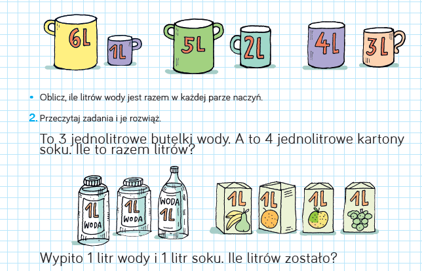 6L 1L 5L 2L 4L 3L
• Oblicz, ile litrów wody jest razem w każdej parze naczyń.
2. Przeczytaj zadania i je rozwiąż.
To 3 jednolitrowe butelki wody. A to 4 jednolitrowe kartony
soku. Ile to razem litrów?
1L WODA
1L WODA
WODA 1L
1L 1L 1L 1L
Wypito 1 litr wody i 1 litr soku. Ile litrów zostało?